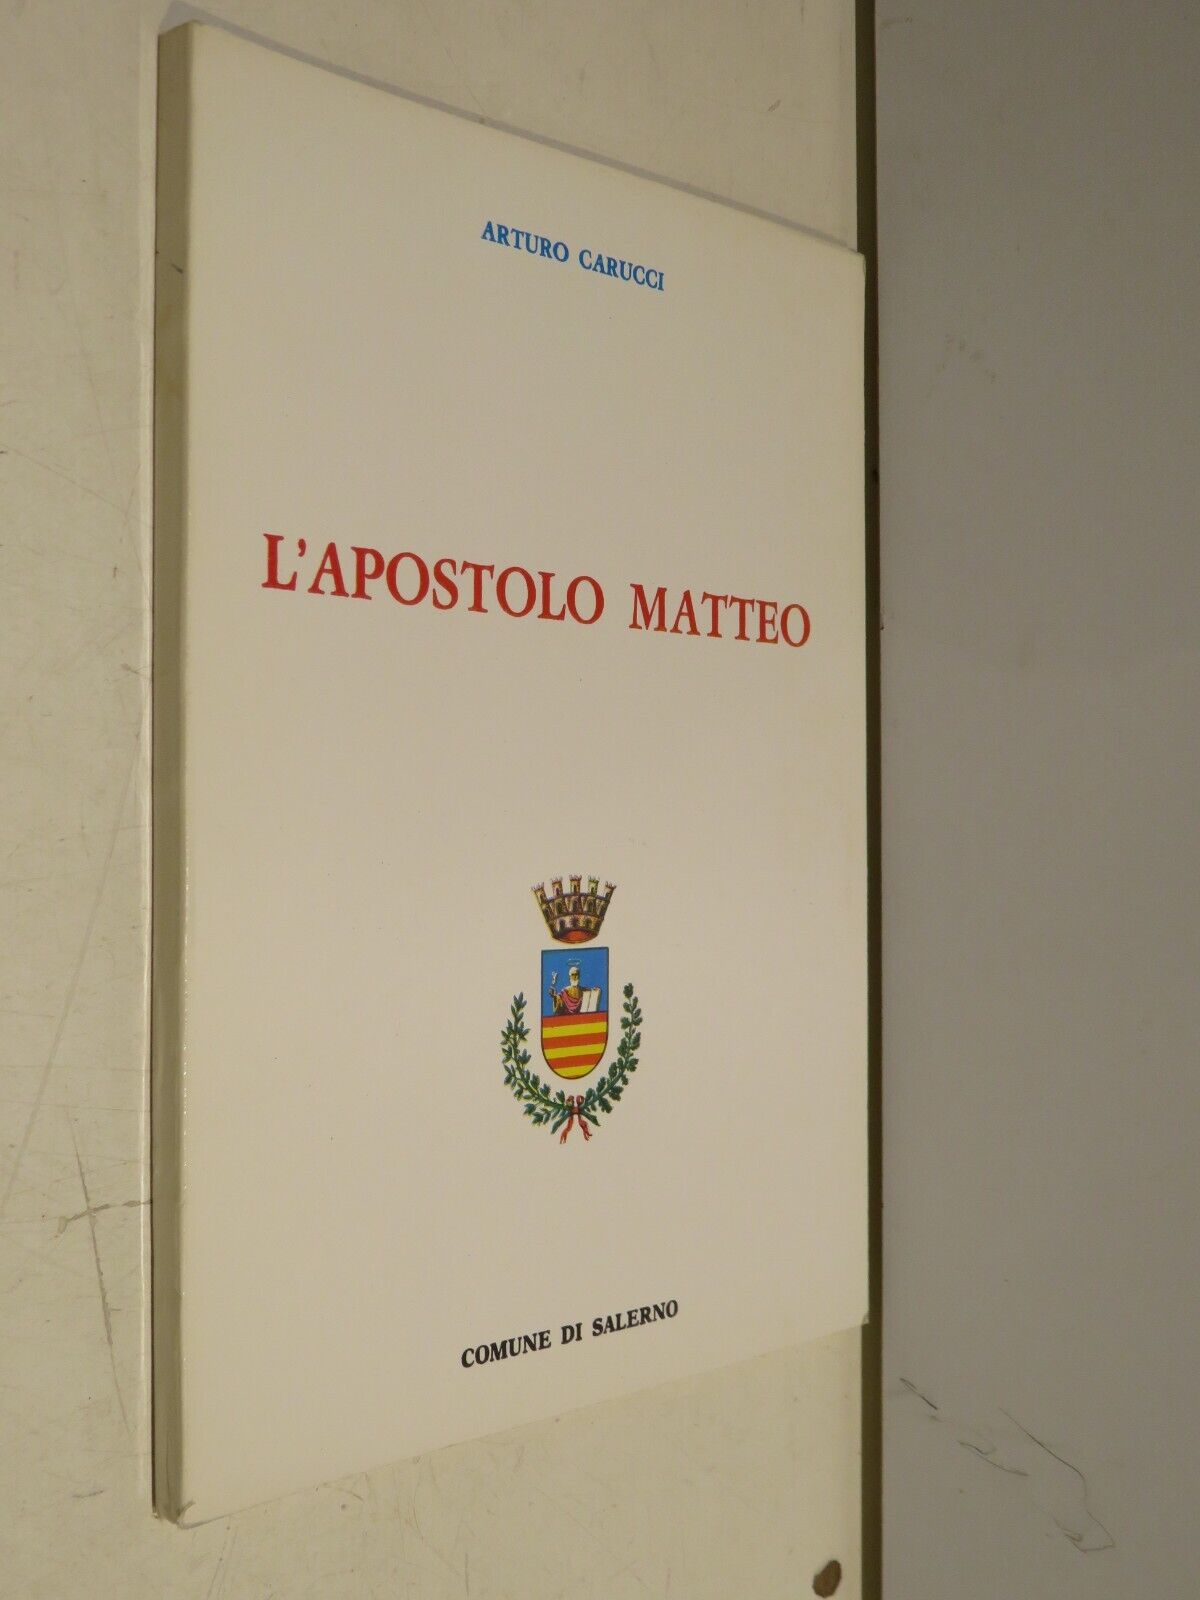 ARTURO CARUCCI
L'APOSTOLO MATTEO
COMUNE DI SALERNO